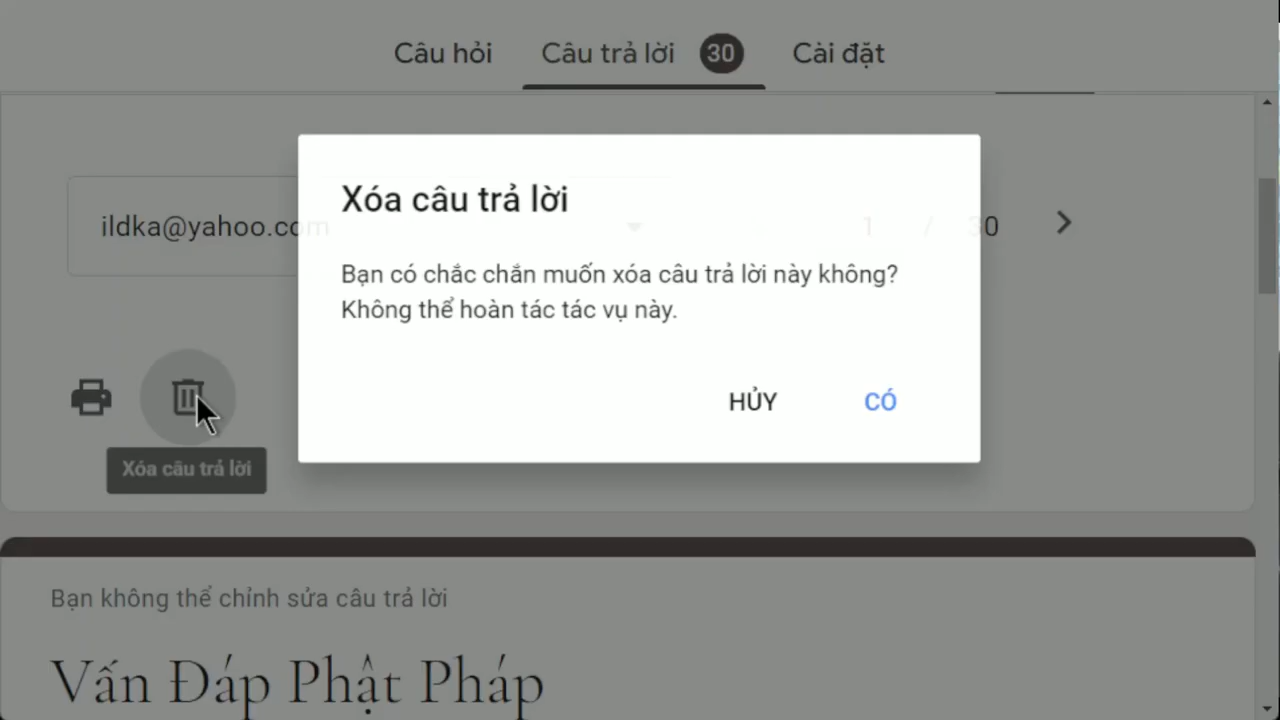 Câu hỏi
Câu trả lời 30
Cài đặt
Xóa câu trả lời
ildka@yahoo.com
1 / 30
Bạn có chắc chắn muốn xóa câu trả lời này không?
Không thể hoàn tác tác vụ này.
HỦY
CÓ
Xóa câu trả lời
Bạn không thể chỉnh sửa câu trả lời
Vấn Đáp Phật Pháp